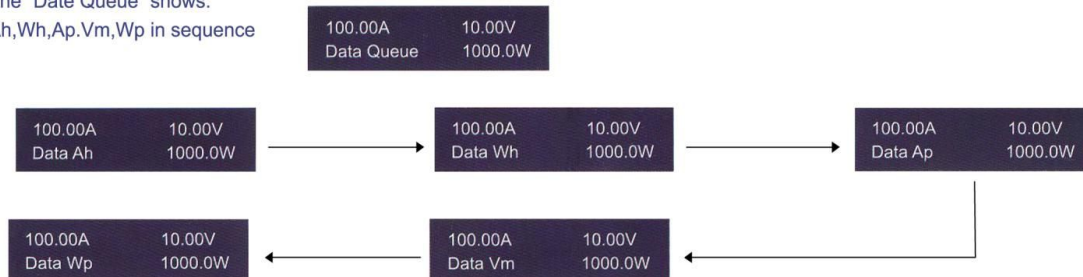 he "Date Queue" shows:
Ah,Wh,Ap.Vm,Wp in sequence
100.00A 10.00V
Data Queue 1000.0W
100.00A 10.00V
Data Ah 1000.0W
100.00A 10.00V
Data Wh 1000.0W
100.00A 10.00V
Data Ap 1000.0W
100.00A 10.00V
Data Vm 1000.0W
100.00A 10.00V
Data Wp 1000.0W